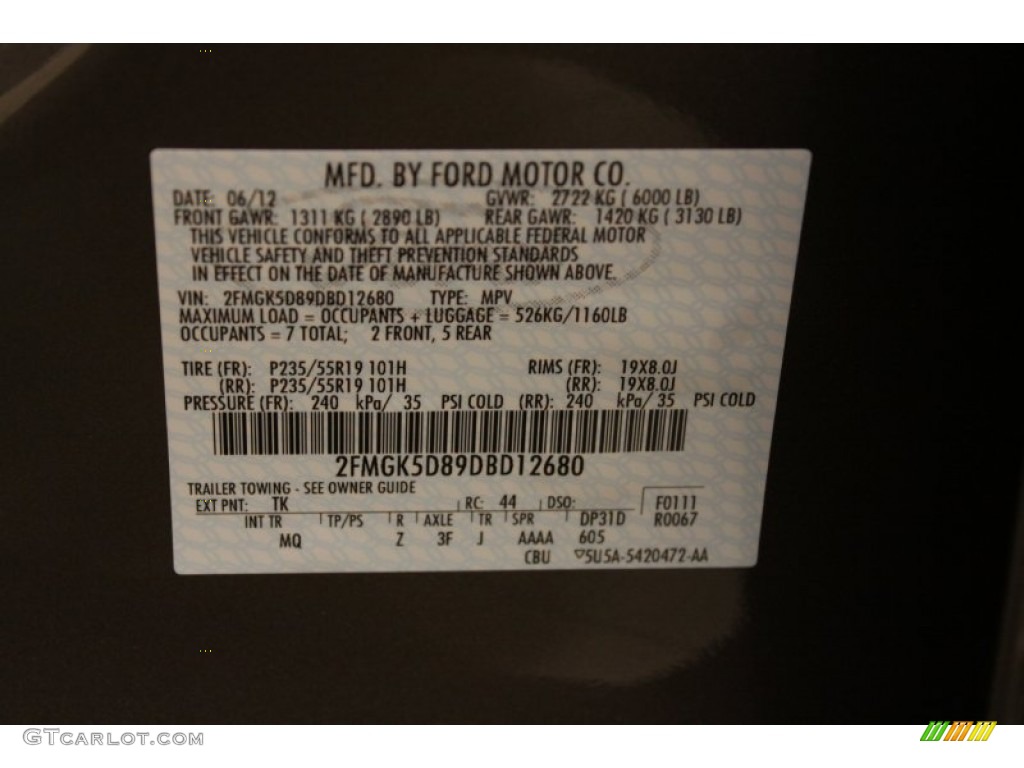 MFD. BY FORD MOTOR CO.
DATE: 06/12 GVWR: 2722 KG ( 6000 LB)
FRONT GAWR: 1311 KG ( 2890 LB) REAR GAWR: 1420 KG ( 3130 LB)
THIS VEHICLE CONFORMS TO ALL APPLICABLE FEDERAL MOTOR
VEHICLE SAFETY AND THEFT PREVENTION STANDARDS
IN EFFECT ON THE DATE OF MANUFACTURE SHOWN ABOVE.
VIN: 2FMGK5D89DBD12680 TYPE: MPV
MAXIMUM LOAD = OCCUPANTS + LUGGAGE = 526KG/1160LB
OCCUPANTS = 7 TOTAL; 2 FRONT, 5 REAR
TIRE (FR): P235/55R19 101H RIMS (FR): 19X8.0J
(RR): P235/55R19 101H (RR): 19X8.0J
PRESSURE (FR): 240 kPa/ 35 PSI COLD (RR): 240 kPa/ 35 PSI COLD
2FMGK5D89DBD12680
TRAILER TOWING - SEE OWNER GUIDE
EXT PNT: TK RC: 44 DSO: F0111
INT TR TP/PS R AXLE TR SPR DP31D R0067
MQ Z 3F J AAAA 605
CBU ▽5U5A-5420472-AA
GTCARLOT.COM